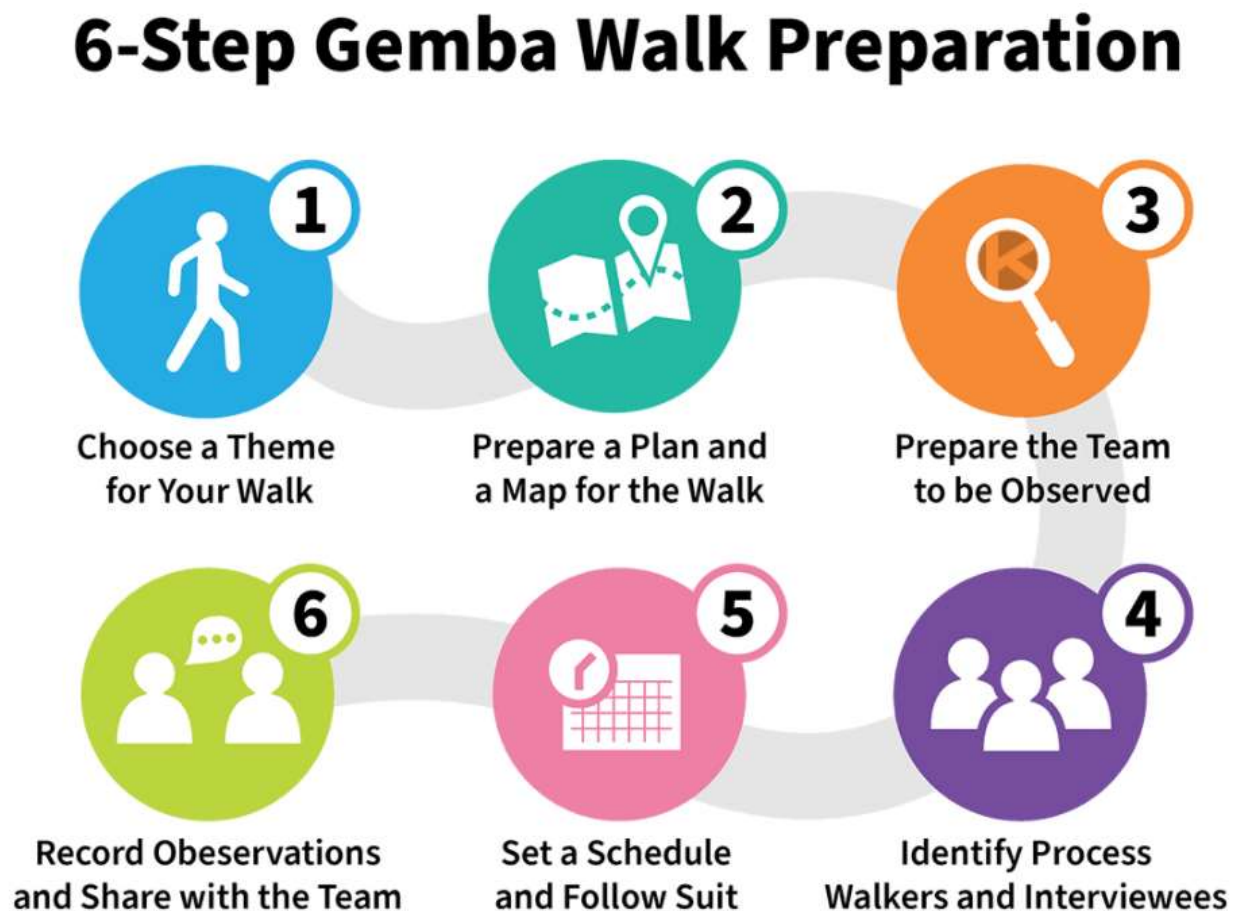 6-Step Gemba Walk Preparation
1
Choose a Theme
for Your Walk
2
Prepare a Plan and
a Map for the Walk
3
K
Prepare the Team
to be Observed
4
Identify Process
Walkers and Interviewees
5
Set a Schedule
and Follow Suit
6
Record Obeservations
and Share with the Team